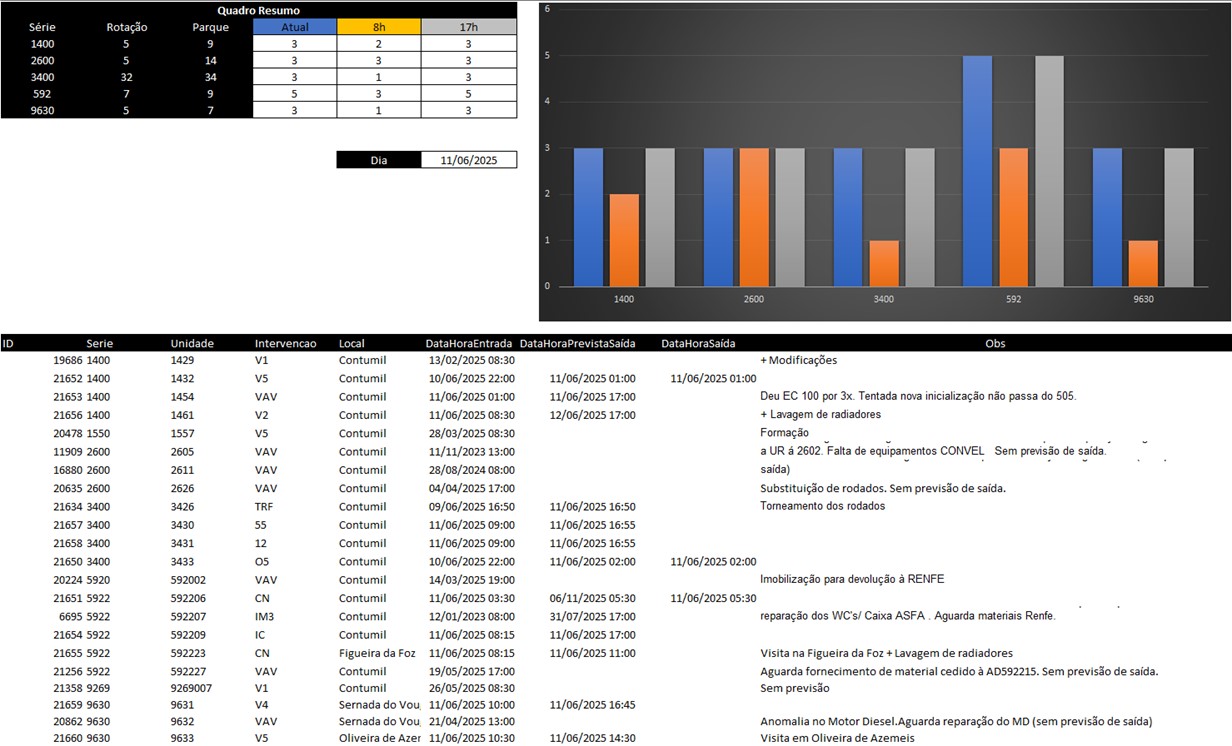 Quadro Resumo
Série Rotação Parque Atual 8h 17h
1400 5 9 3 2 3
2600 5 14 3 3 3
3400 32 34 3 1 3
592 7 9 5 3 5
9630 5 7 3 1 3
Dia 11/06/2025
6
5
4
3
2
1
0
1400 2600 3400 592 9630
ID Serie Unidade Intervencao Local DataHoraEntrada DataHoraPrevistaSaída DataHoraSaída Obs
19686 1400 1429 V1 Contumil 13/02/2025 08:30 + Modificações
21652 1400 1432 V5 Contumil 10/06/2025 22:00 11/06/2025 01:00 11/06/2025 01:00
21653 1400 1454 VAV Contumil 11/06/2025 01:00 11/06/2025 17:00 Deu EC 100 por 3x. Tentada nova inicialização não passa do 505.
21656 1400 1461 V2 Contumil 11/06/2025 08:30 12/06/2025 17:00 + Lavagem de radiadores
20478 1550 1557 V5 Contumil 28/03/2025 08:30 Formação
11909 2600 2605 VAV Contumil 11/11/2023 13:00 a UR á 2602. Falta de equipamentos CONVEL Sem previsão de saída.
16880 2600 2611 VAV Contumil 28/08/2024 08:00 saída)
20635 2600 2626 VAV Contumil 04/04/2025 17:00 Substituição de rodados. Sem previsão de saída.
21634 3400 3426 TRF Contumil 09/06/2025 16:50 11/06/2025 16:50 Torneamento dos rodados
21657 3400 3430 55 Contumil 11/06/2025 09:00 11/06/2025 16:55
21658 3400 3431 12 Contumil 11/06/2025 09:00 11/06/2025 16:55
21650 3400 3433 O5 Contumil 10/06/2025 22:00 11/06/2025 02:00 11/06/2025 02:00
20224 5920 592002 VAV Contumil 14/03/2025 19:00 Imobilização para devolução à RENFE
21651 5922 592206 CN Contumil 11/06/2025 03:30 06/11/2025 05:30 11/06/2025 05:30
6695 5922 592207 IM3 Contumil 12/01/2023 08:00 31/07/2025 17:00 reparação dos WC's/ Caixa ASFA . Aguarda materiais Renfe.
21654 5922 592209 IC Contumil 11/06/2025 08:15 11/06/2025 17:00
21655 5922 592223 CN Figueira da Foz 11/06/2025 08:15 11/06/2025 11:00 Visita na Figueira da Foz + Lavagem de radiadores
21256 5922 592227 VAV Contumil 19/05/2025 17:00 Aguarda fornecimento de material cedido à AD592215. Sem previsão de saída.
21358 9269 9269007 V1 Contumil 26/05/2025 08:30 Sem previsão
21659 9630 9631 V4 Sernada do Vou 11/06/2025 10:00 11/06/2025 16:45
20862 9630 9632 VAV Sernada do Vou 21/04/2025 13:00 Anomalia no Motor Diesel.Aguarda reparação do MD (sem previsão de saída)
21660 9630 9633 V5 Oliveira de Azer 11/06/2025 10:30 11/06/2025 14:30 Visita em Oliveira de Azemeis